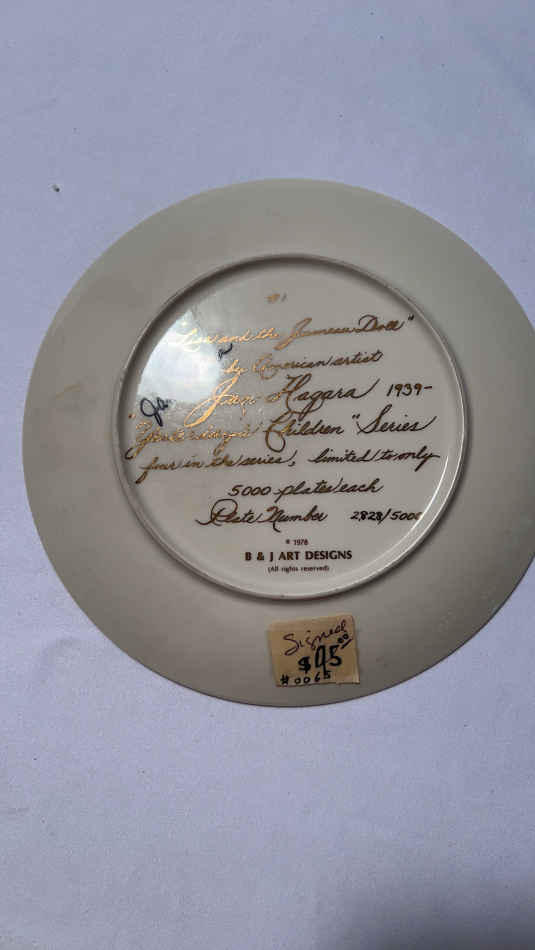 #1
"Lisa and the Jumeau Doll"
by American artist
Jan Hagara 1939-
Children" Series
four in the series, limited to only
5000 plates each
Plate Number 2828/5000
© 1978
B & J ART DESIGNS
(All rights reserved)
Signed
$95.00
#0065